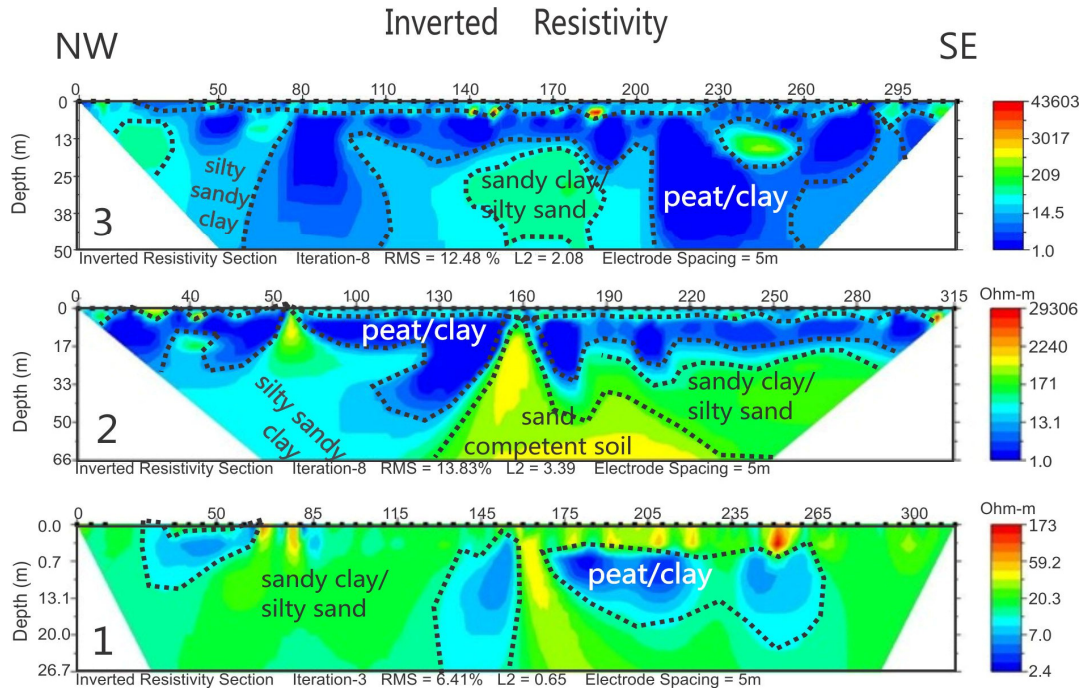 Inverted Resistivity
NW
SE
0 50 80 110 140 170 200 230 260 295
0
13
25
38
50
Depth (m)
silty
sandy
clay
sandy clay/
silty sand
peat/clay
3
43603
3017
209
14.5
1.0
Inverted Resistivity Section Iteration-8 RMS = 12.48 % L2 = 2.08 Electrode Spacing = 5m
0 40 50 100 130 160 190 220 250 280 315
Ohm-m
0
17
33
50
66
Depth (m)
peat/clay
silty sandy
clay
sand
competent soil
sandy clay/
silty sand
2
29306
2240
171
13.1
1.0
Inverted Resistivity Section Iteration-8 RMS = 13.83% L2 = 3.39 Electrode Spacing = 5m
0 50 85 115 145 175 205 235 265 300
Ohm-m
0.0
0.7
13.1
20.0
26.7
Depth (m)
sandy clay/
silty sand
peat/clay
1
173
59.2
20.3
7.0
2.4
Inverted Resistivity Section Iteration-3 RMS = 6.41% L2 = 0.65 Electrode Spacing = 5m